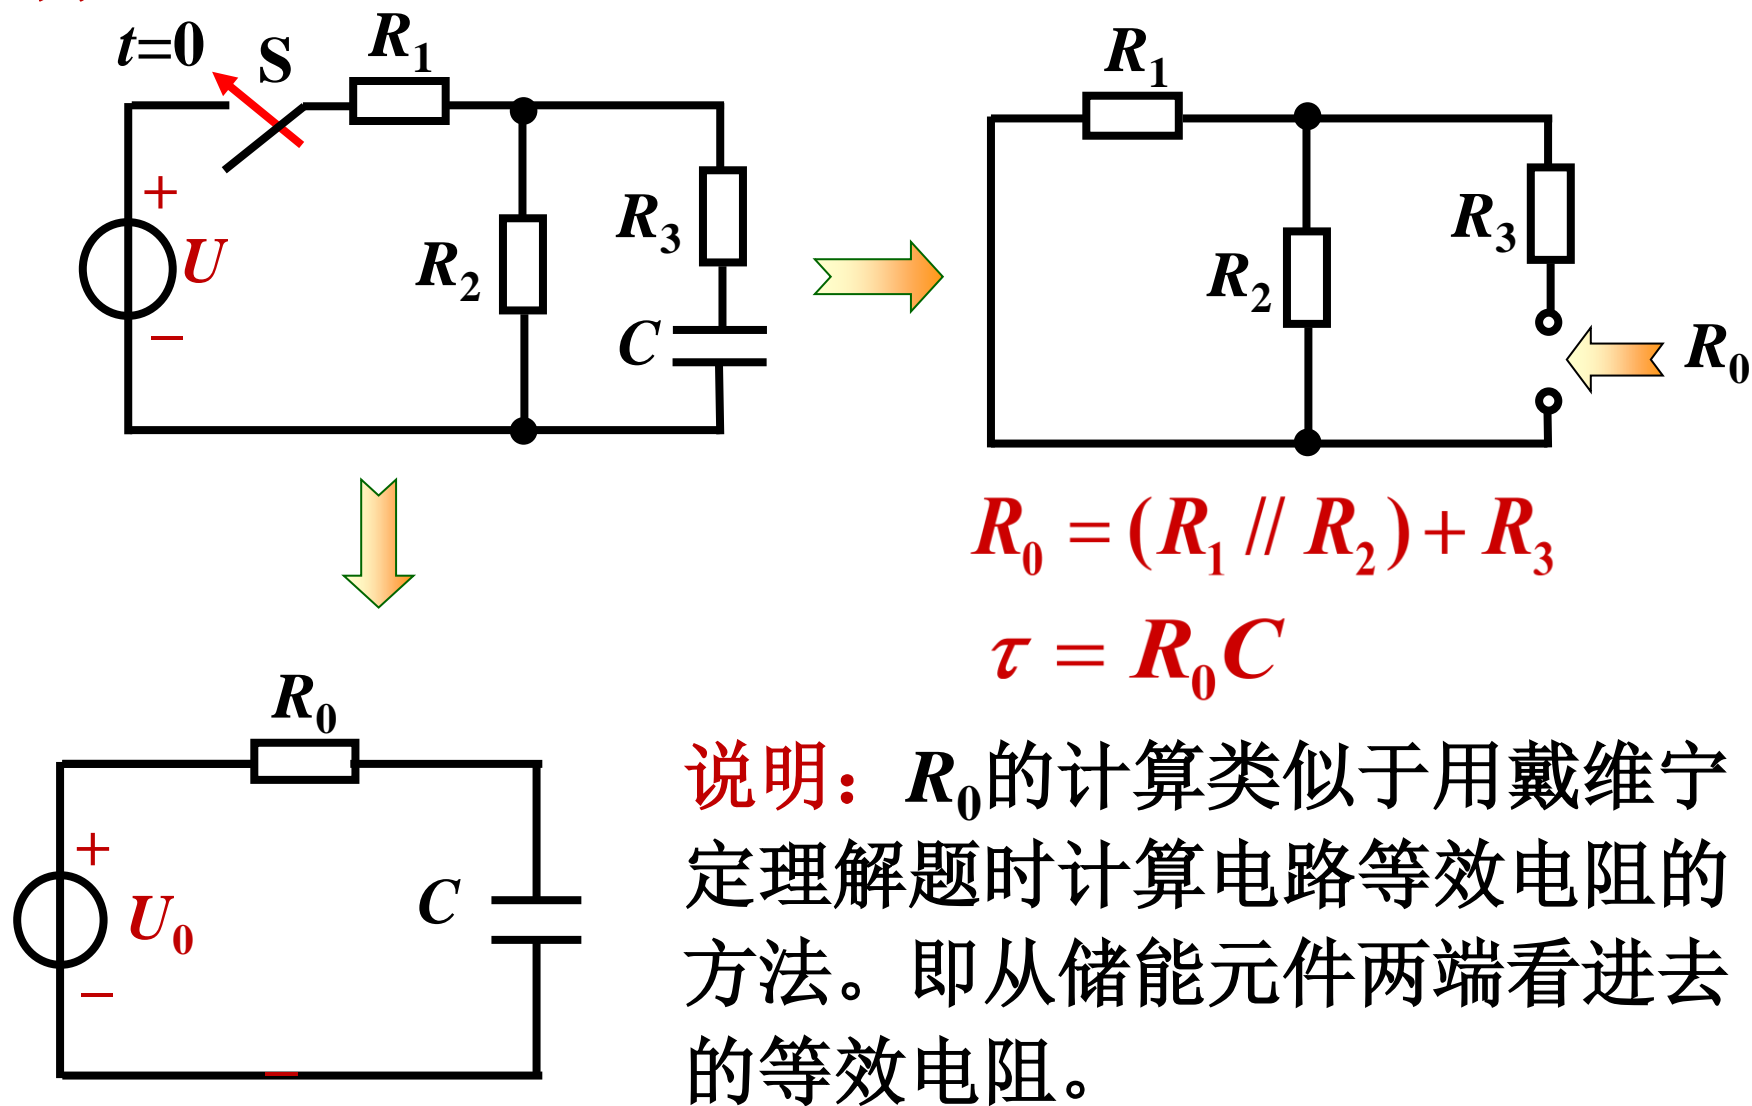 t=0 S R₁
+
U
−
R₂
R₃
C
R₁
R₂
R₃
R₀
R₀ = (R₁ // R₂) + R₃
τ = R₀C
R₀
+
U₀
−
C
说明：R₀的计算类似于用戴维宁
定理解题时计算电路等效电阻的
方法。即从储能元件两端看进去
的等效电阻。